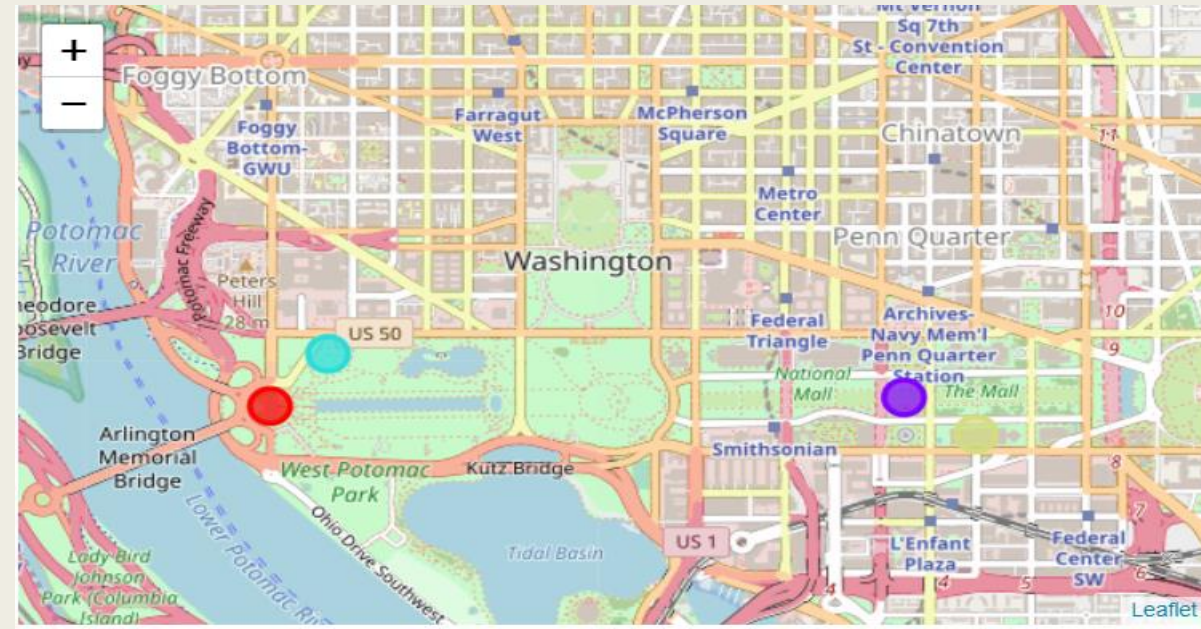 Mt Vernon
Sq 7th
St - Convention
Center
+
−
Foggy Bottom
Farragut
West
McPherson
Square
Chinatown
11
Foggy
Bottom-
GWU
Metro
Center
Potomac
River
Potomac Freeway
Penn Quarter
Washington
Peters
Hill
28 m
eodore
oosevelt
Bridge
US 50
Federal
Triangle
Archives-
Navy Mem'l
Penn Quarter
Station
10
9
National
Mall
The Mall
Arlington
Memorial
Bridge
West Potomac
Park
Kutz Bridge
Smithsonian
8
Ohio Drive Southwest
Lower Potomac Riv
Tidal Basin
US 1
7
L'Enfant
Plaza
Federal
Center
SW
Lady Bird
Johnson
Park (Columbia
Island)
4
4
5
6
Leaflet